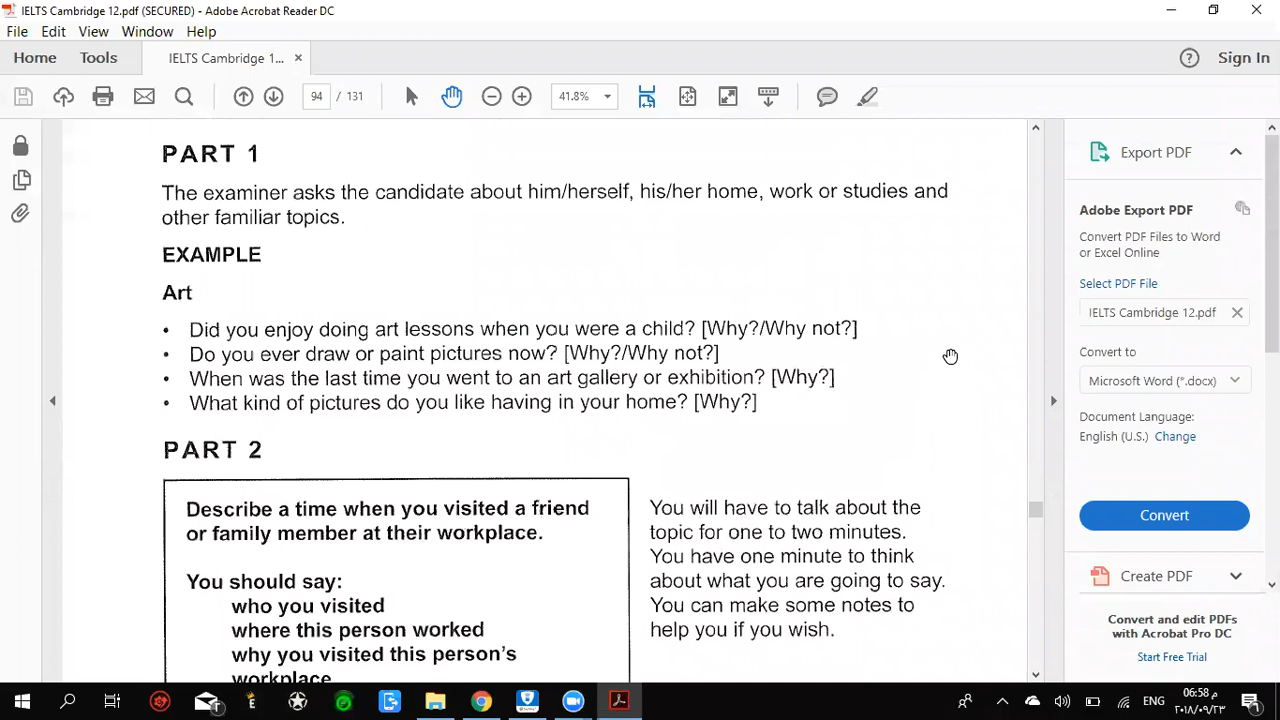 IELTS Cambridge 12.pdf (SECURED) - Adobe Acrobat Reader DC
File Edit View Window Help
Home Tools IELTS Cambridge 1... × Sign In
94 / 131 41.8%
PART 1
The examiner asks the candidate about him/herself, his/her home, work or studies and
other familiar topics.
EXAMPLE
Art
• Did you enjoy doing art lessons when you were a child? [Why?/Why not?]
• Do you ever draw or paint pictures now? [Why?/Why not?]
• When was the last time you went to an art gallery or exhibition? [Why?]
• What kind of pictures do you like having in your home? [Why?]
PART 2
Describe a time when you visited a friend
or family member at their workplace.
You should say:
who you visited
where this person worked
why you visited this person's
workplace
You will have to talk about the
topic for one to two minutes.
You have one minute to think
about what you are going to say.
You can make some notes to
help you if you wish.
Export PDF
Adobe Export PDF
Convert PDF Files to Word
or Excel Online
Select PDF File
IELTS Cambridge 12.pdf
Convert to
Microsoft Word (*.docx)
Document Language:
English (U.S.) Change
Convert
Create PDF
Convert and edit PDFs
with Acrobat Pro DC
Start Free Trial
ENG
06:58 م
٢٠١٨/٠٩/٢٣